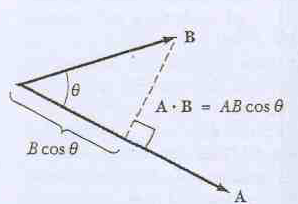 B
θ
A · B = AB cos θ
B cos θ
A